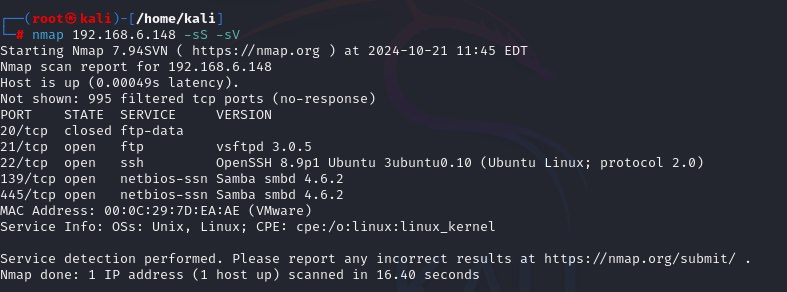 ┌──(root㉿kali)-[/home/kali]
└─# nmap 192.168.6.148 -sS -sV
Starting Nmap 7.94SVN ( https://nmap.org ) at 2024-10-21 11:45 EDT
Nmap scan report for 192.168.6.148
Host is up (0.00049s latency).
Not shown: 995 filtered tcp ports (no-response)
PORT    STATE  SERVICE     VERSION
20/tcp  closed ftp-data
21/tcp  open   ftp         vsftpd 3.0.5
22/tcp  open   ssh         OpenSSH 8.9p1 Ubuntu 3ubuntu0.10 (Ubuntu Linux; protocol 2.0)
139/tcp open   netbios-ssn Samba smbd 4.6.2
445/tcp open   netbios-ssn Samba smbd 4.6.2
MAC Address: 00:0C:29:7D:EA:AE (VMware)
Service Info: OSs: Unix, Linux; CPE: cpe:/o:linux:linux_kernel

Service detection performed. Please report any incorrect results at https://nmap.org/submit/ .
Nmap done: 1 IP address (1 host up) scanned in 16.40 seconds